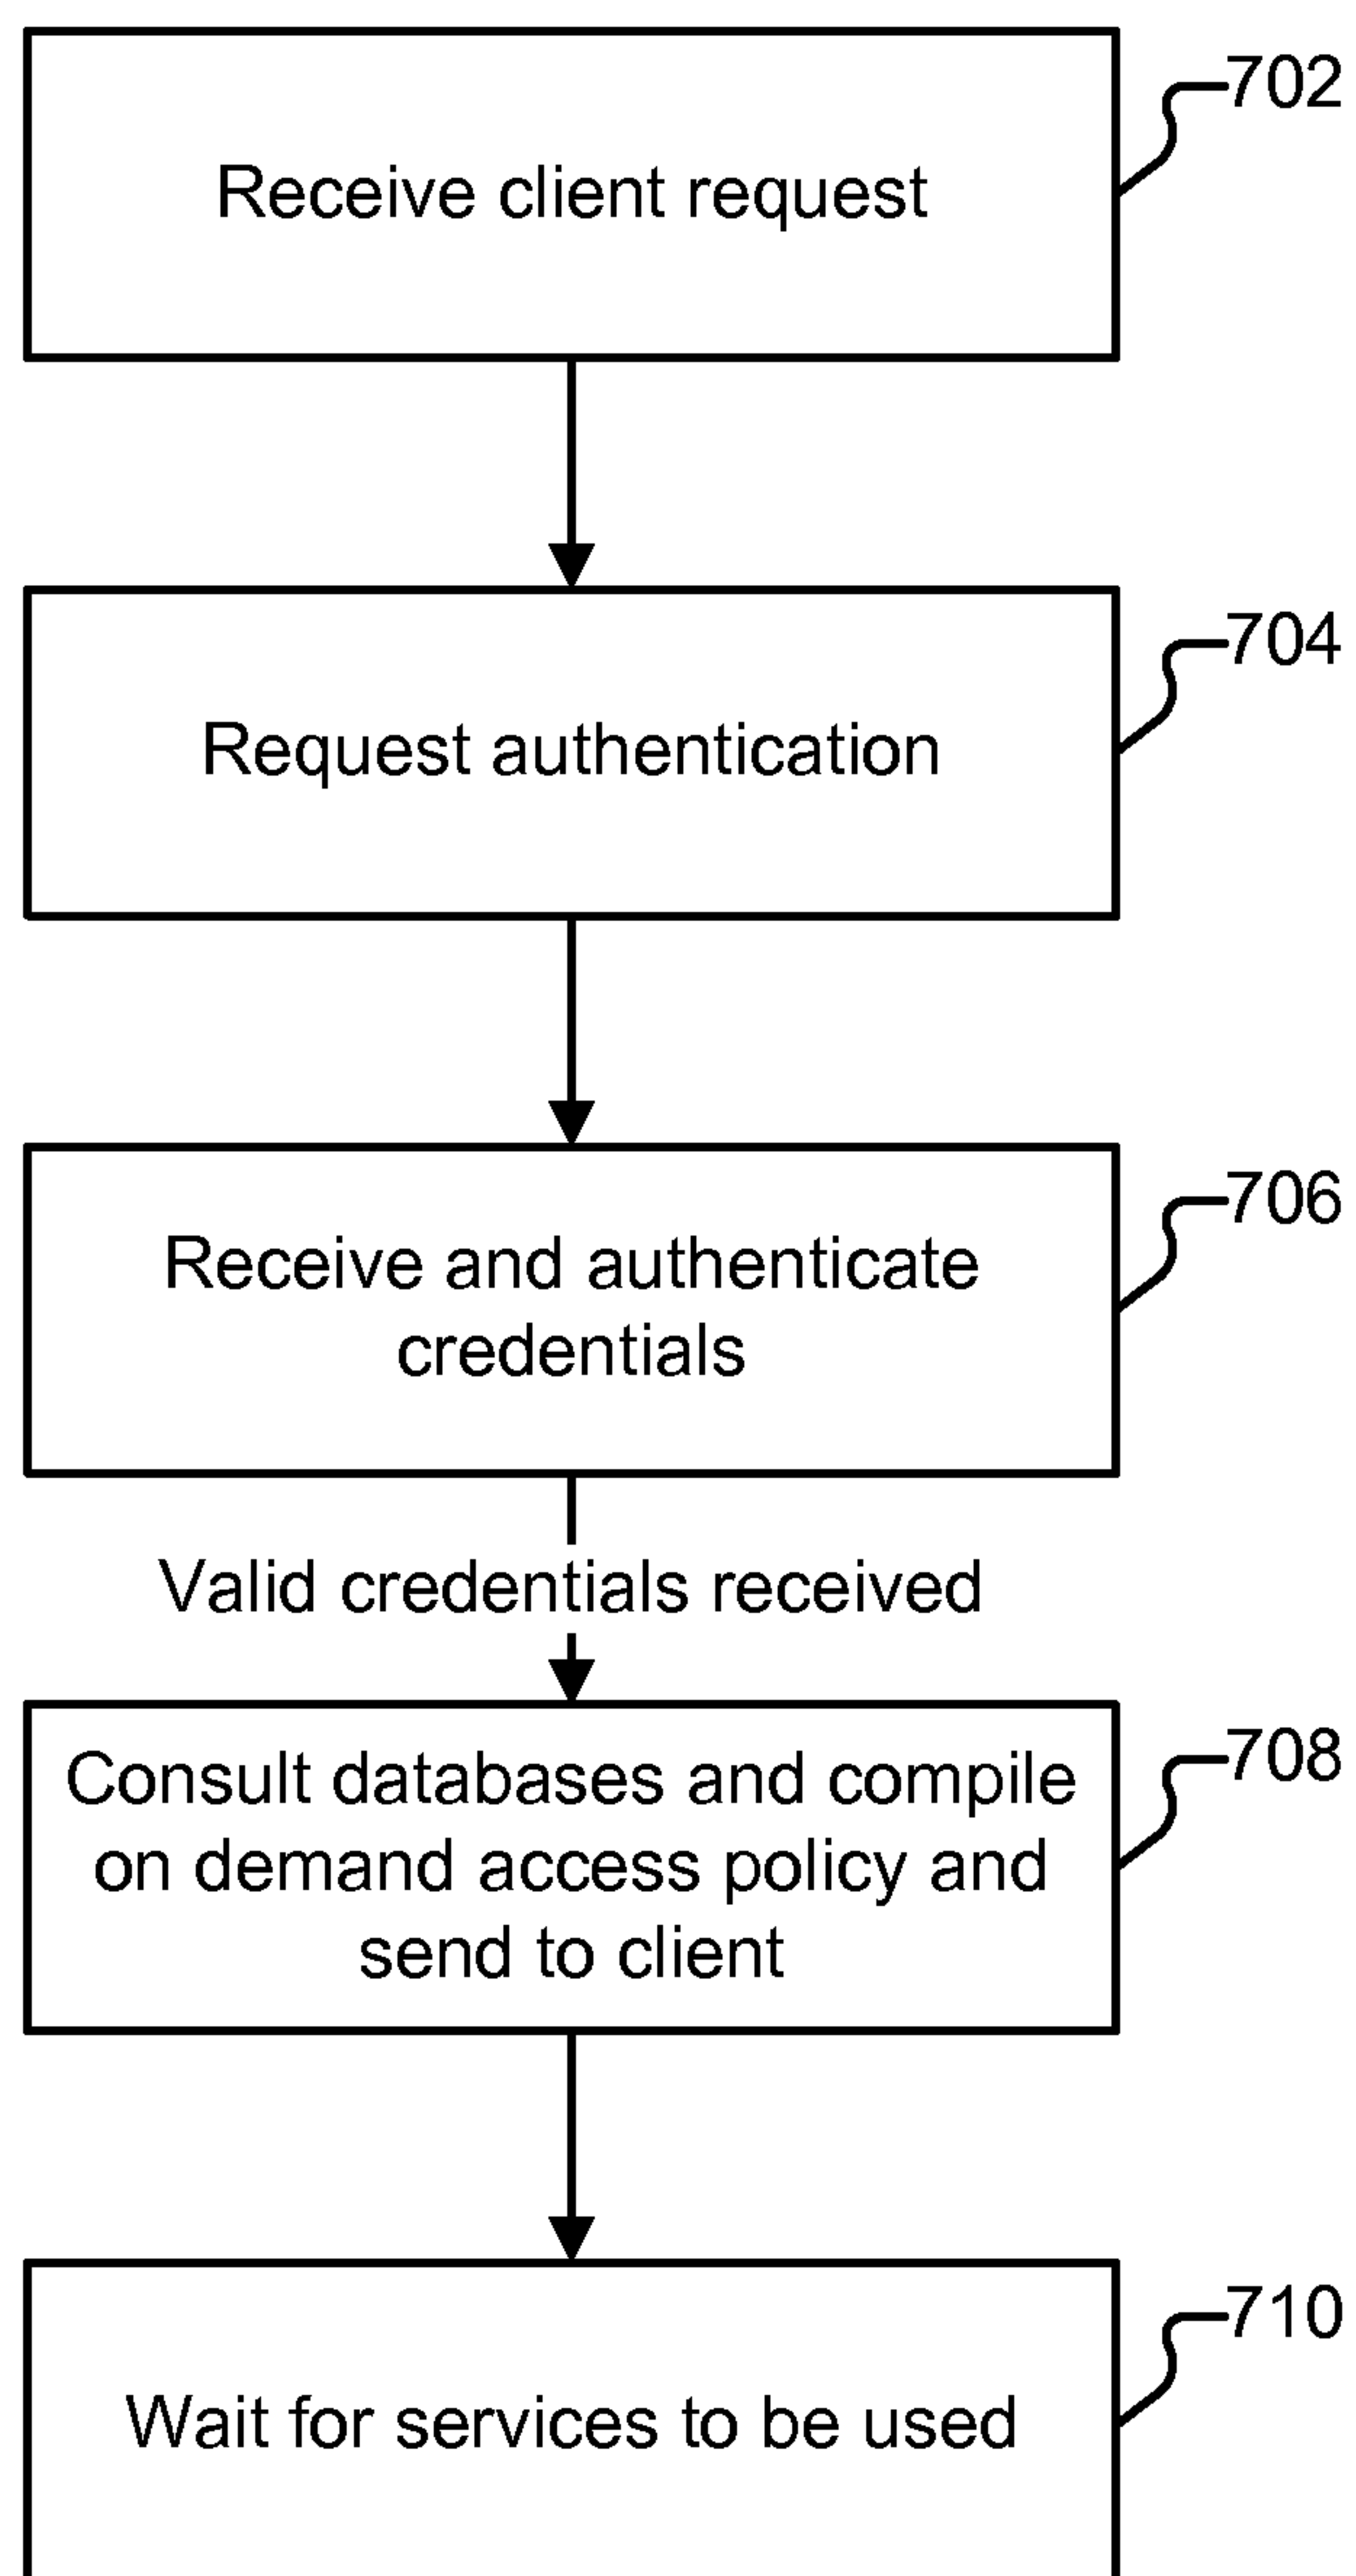 Receive client request
702
Request authentication
704
Receive and authenticate
credentials
706
Valid credentials received
Consult databases and compile
on demand access policy and
send to client
708
Wait for services to be used
710